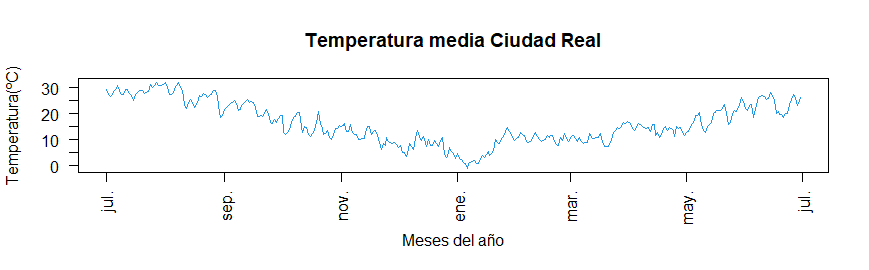 Temperatura media Ciudad Real
Temperatura(ºC)
30
20
10
0
jul.
sep.
nov.
ene.
mar.
may.
jul.
Meses del año